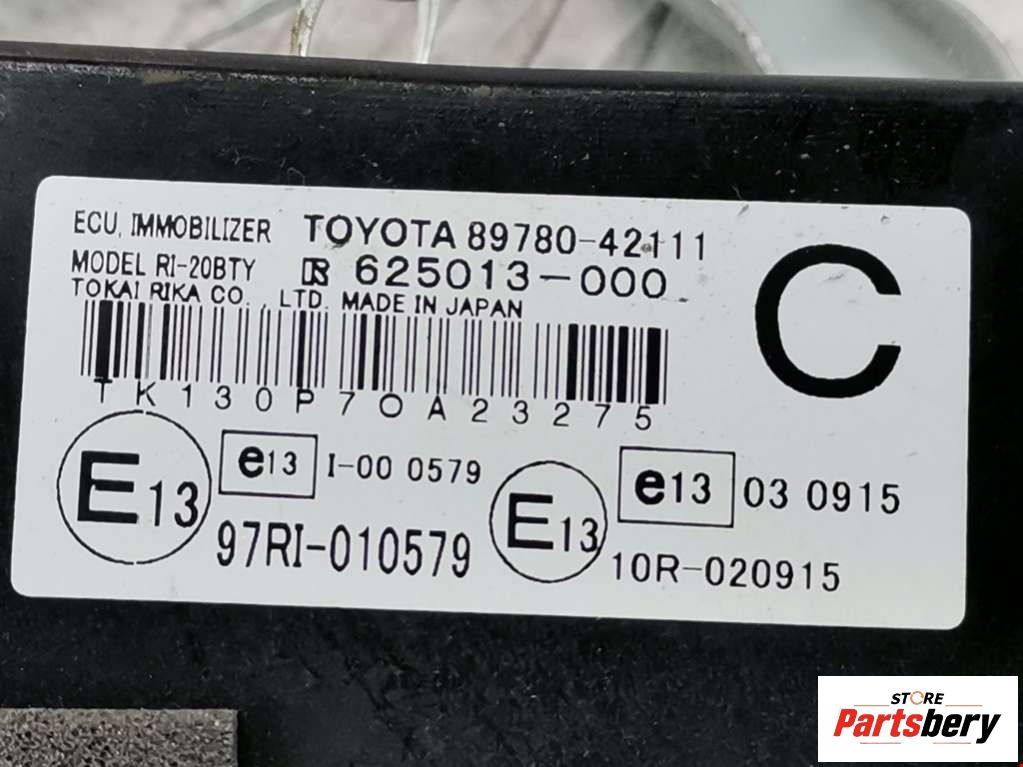 ECU, IMMOBILIZER TOYOTA 89780-42111
MODEL RI-20BTY 625013-000
TOKAI RIKA CO., LTD. MADE IN JAPAN
C
TK130P70A23275
E13 e13 I-00 0579 E13 e13 03 0915
97RI-010579 10R-020915
STORE
Partsbery